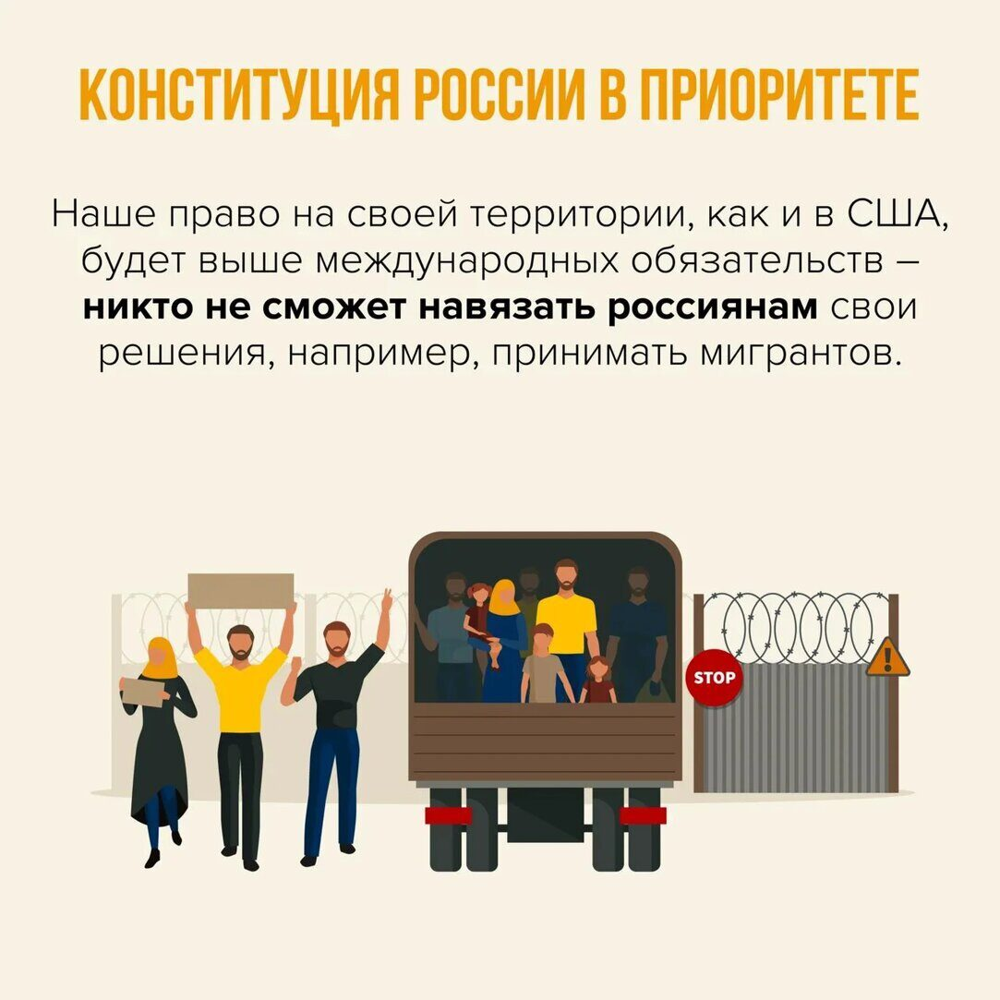 КОНСТИТУЦИЯ РОССИИ В ПРИОРИТЕТЕ
Наше право на своей территории, как и в США,
будет выше международных обязательств –
никто не сможет навязать россиянам свои
решения, например, принимать мигрантов.
STOP
!